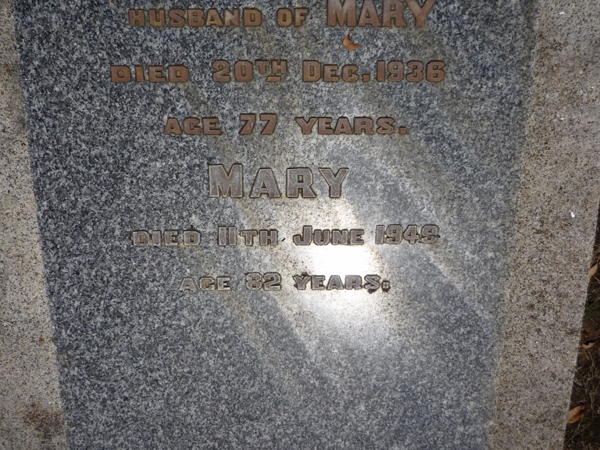 HUSBAND OF MARY
DIED 20TH DEC. 1936
AGE 77 YEARS.
MARY
DIED 11TH JUNE 1948
AGE 82 YEARS.